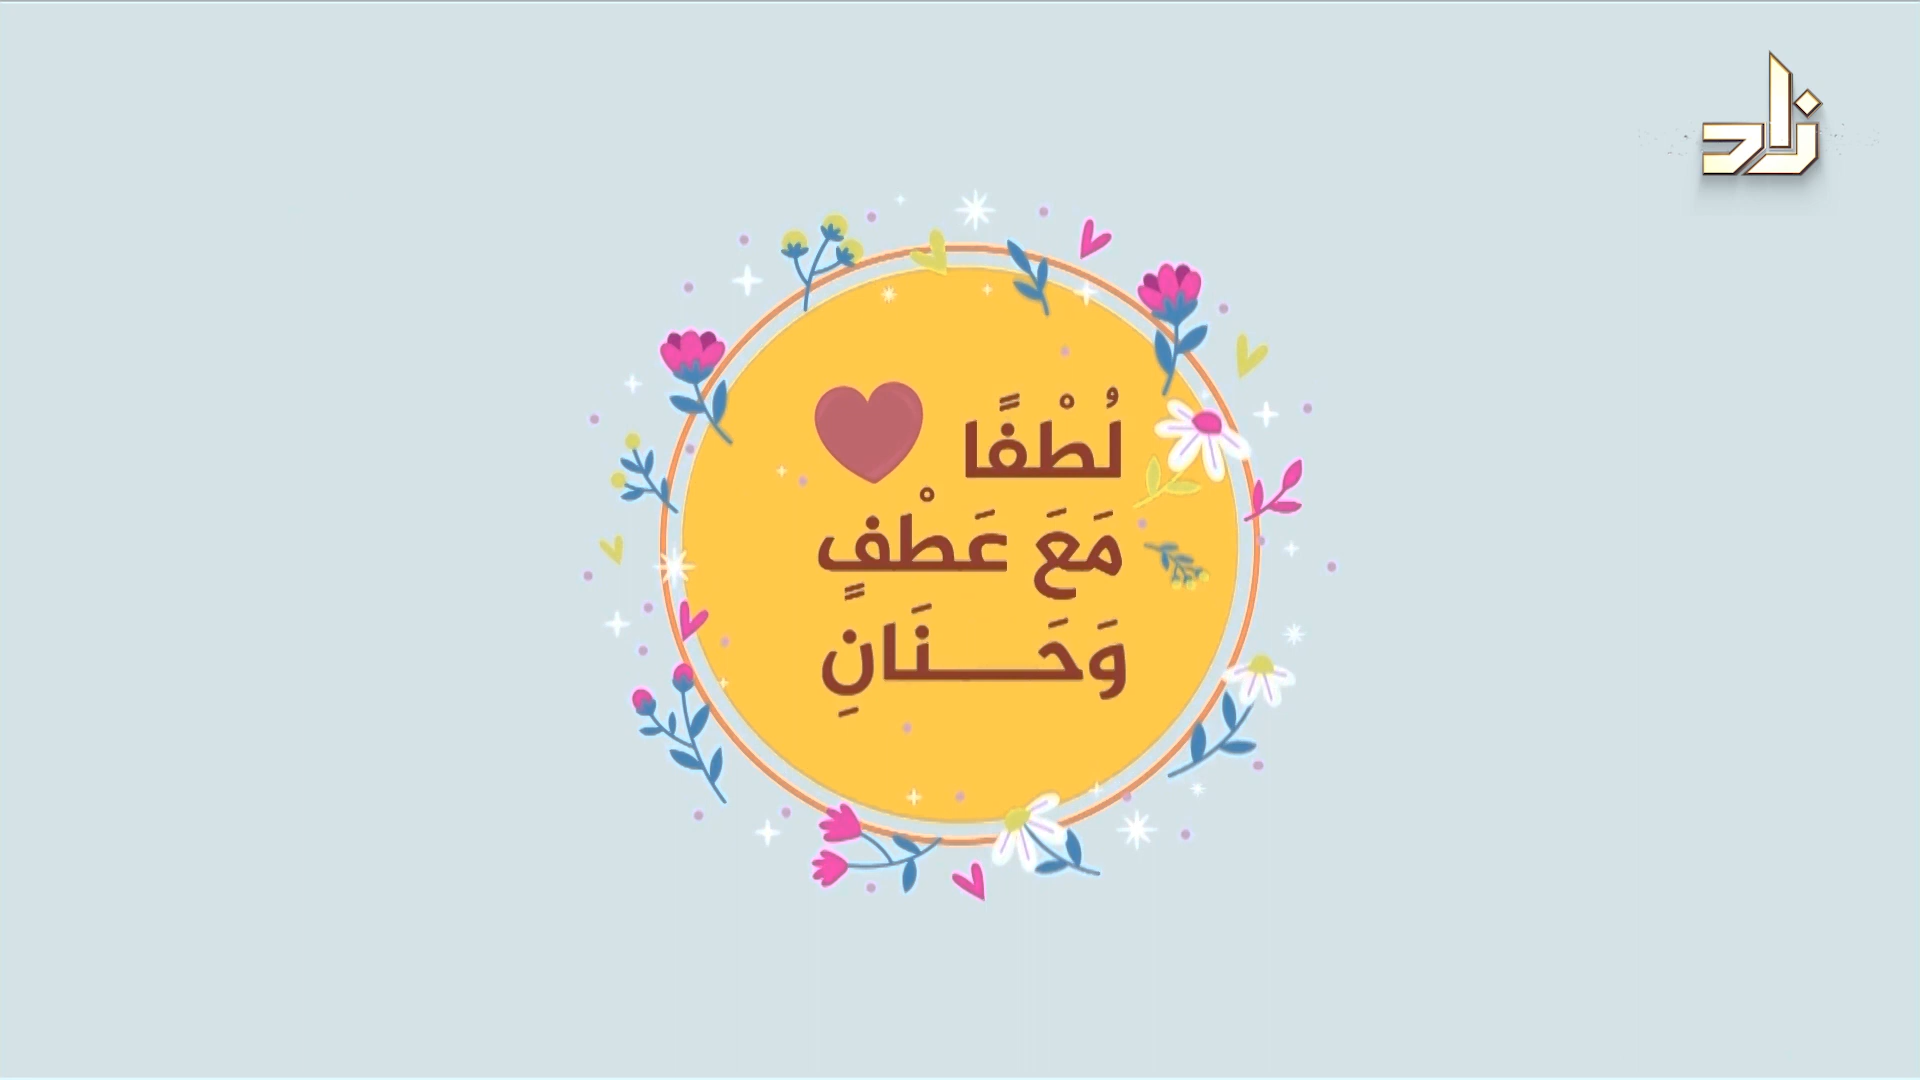 زاد
لُطْفًا
مَعَ عَطْفٍ
وَحَـــنَانِ